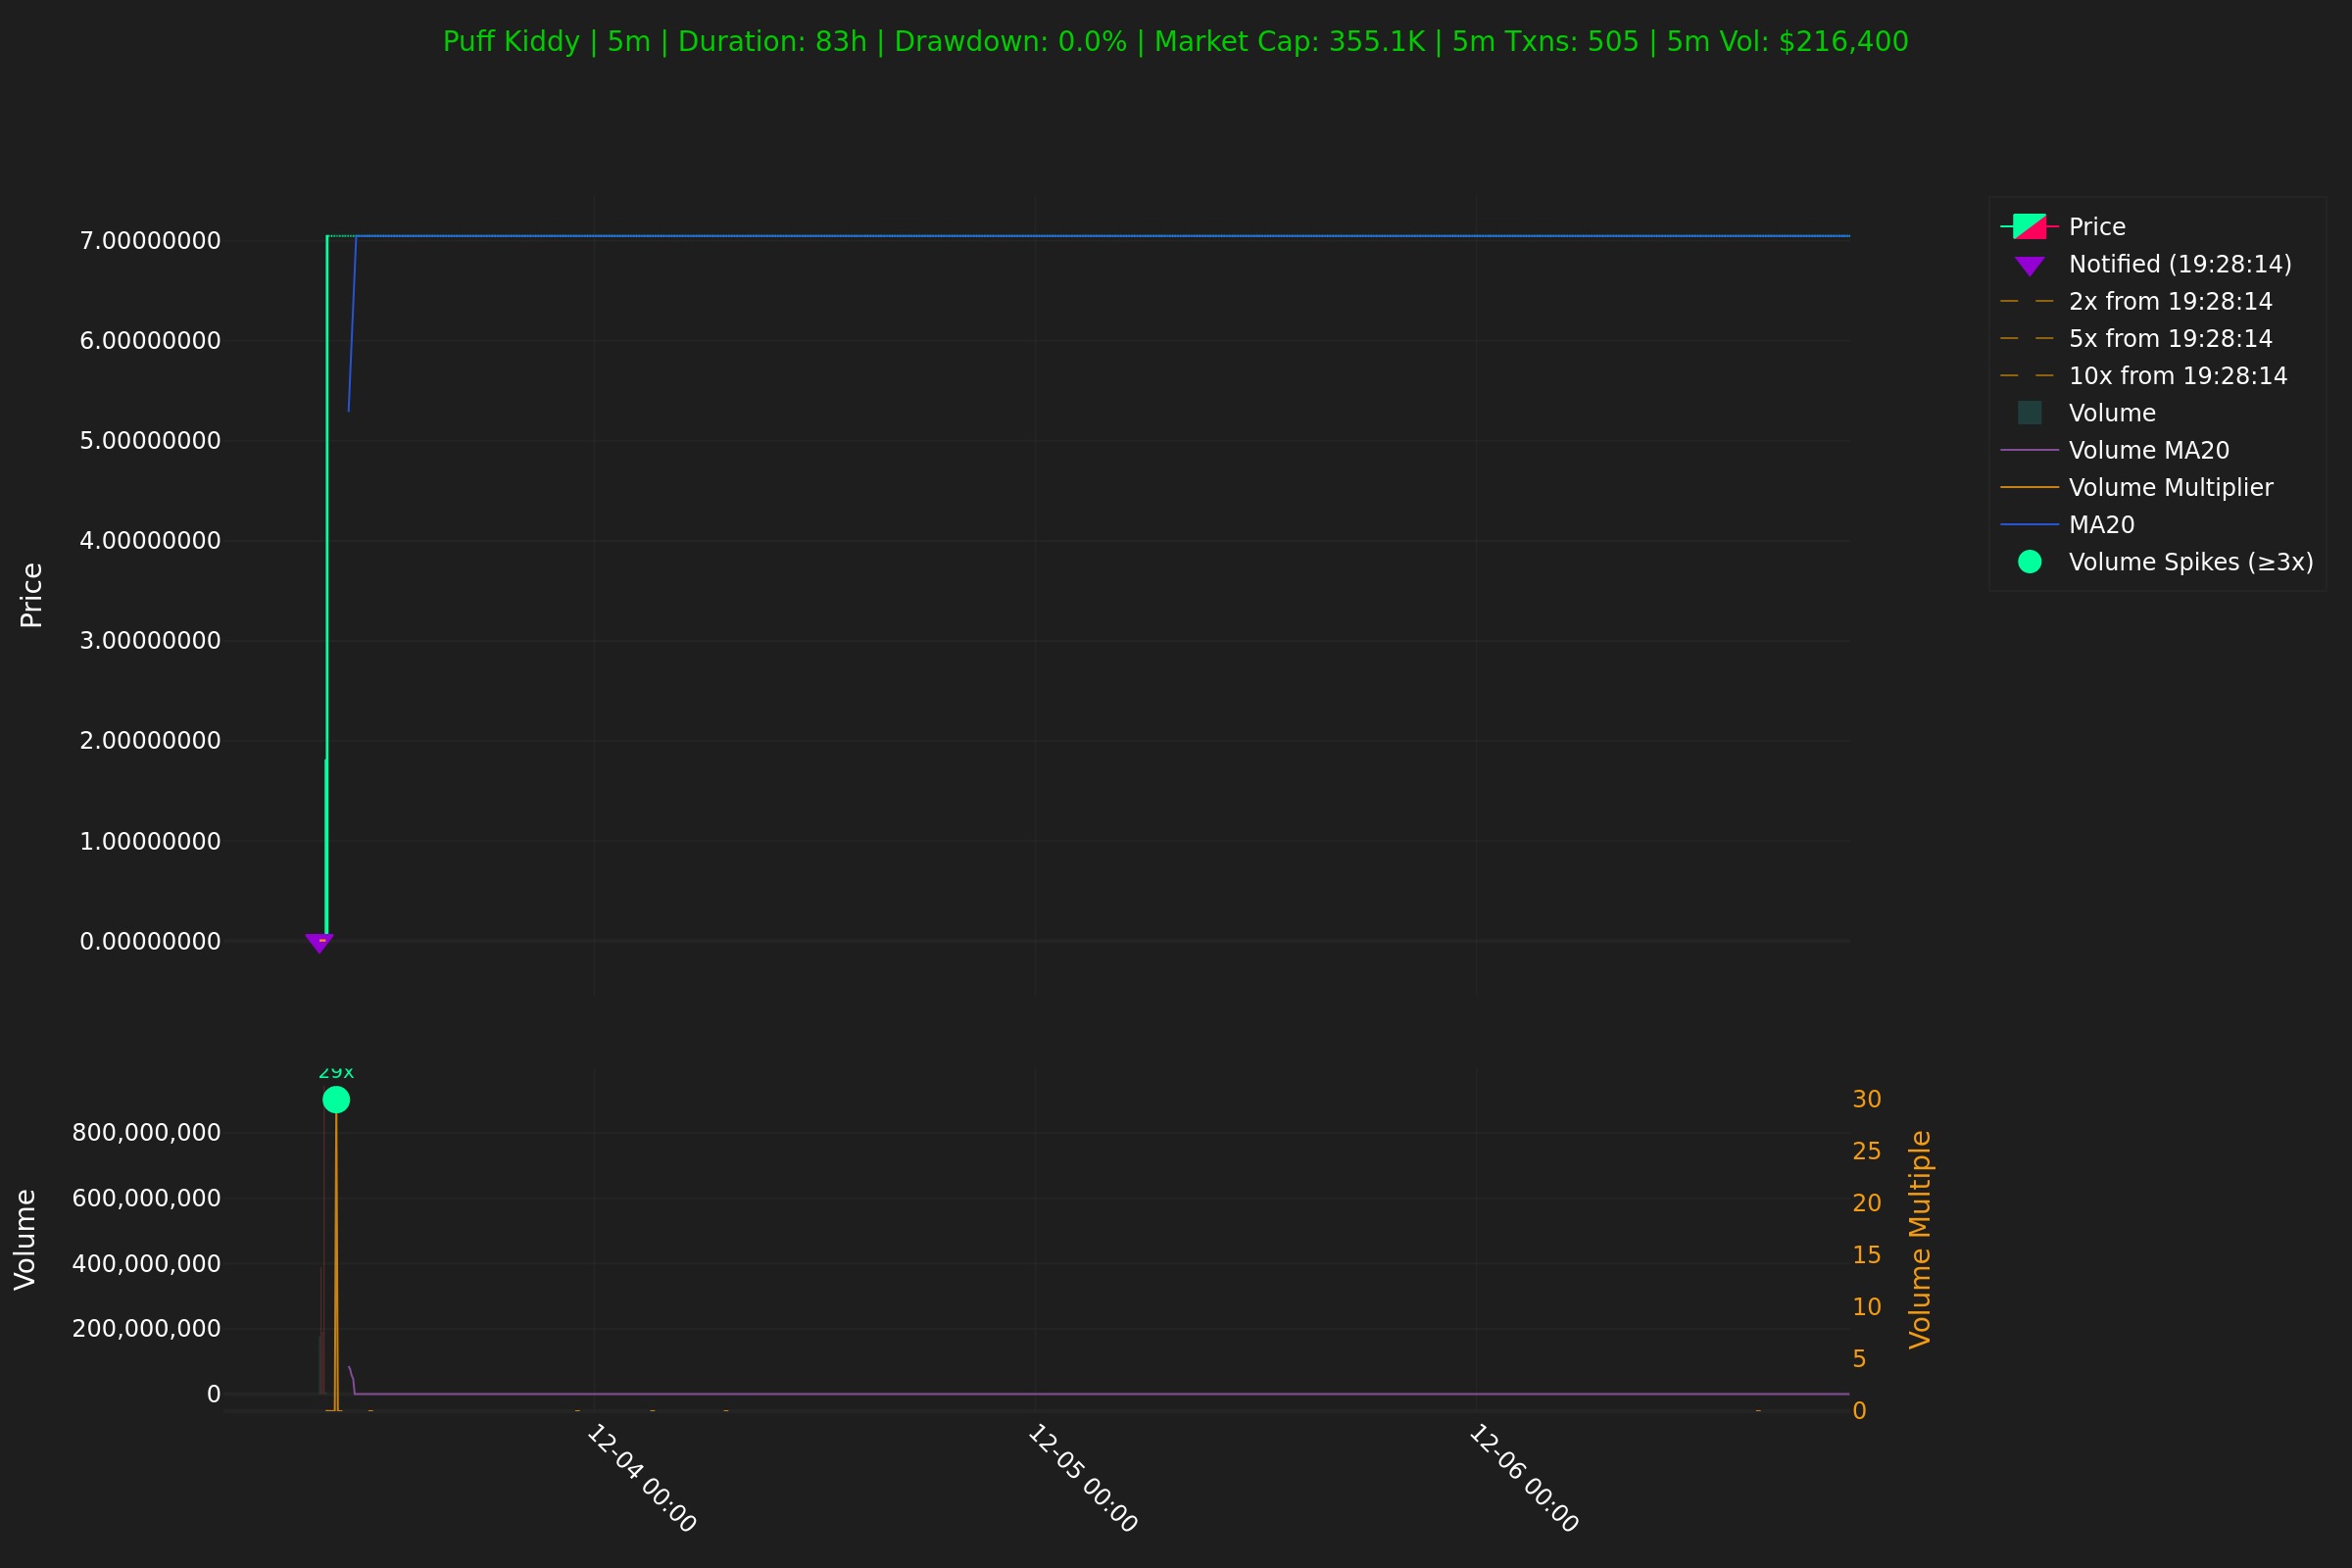 Puff Kiddy | 5m | Duration: 83h | Drawdown: 0.0% | Market Cap: 355.1K | 5m Txns: 505 | 5m Vol: $216,400
Price
7.00000000
6.00000000
5.00000000
4.00000000
3.00000000
2.00000000
1.00000000
0.00000000
Price
Notified (19:28:14)
2x from 19:28:14
5x from 19:28:14
10x from 19:28:14
Volume
Volume MA20
Volume Multiplier
MA20
Volume Spikes (≥3x)
29x
Volume
800,000,000
600,000,000
400,000,000
200,000,000
0
30
25
20
15
10
5
0
Volume Multiple
12-04 00:00
12-05 00:00
12-06 00:00